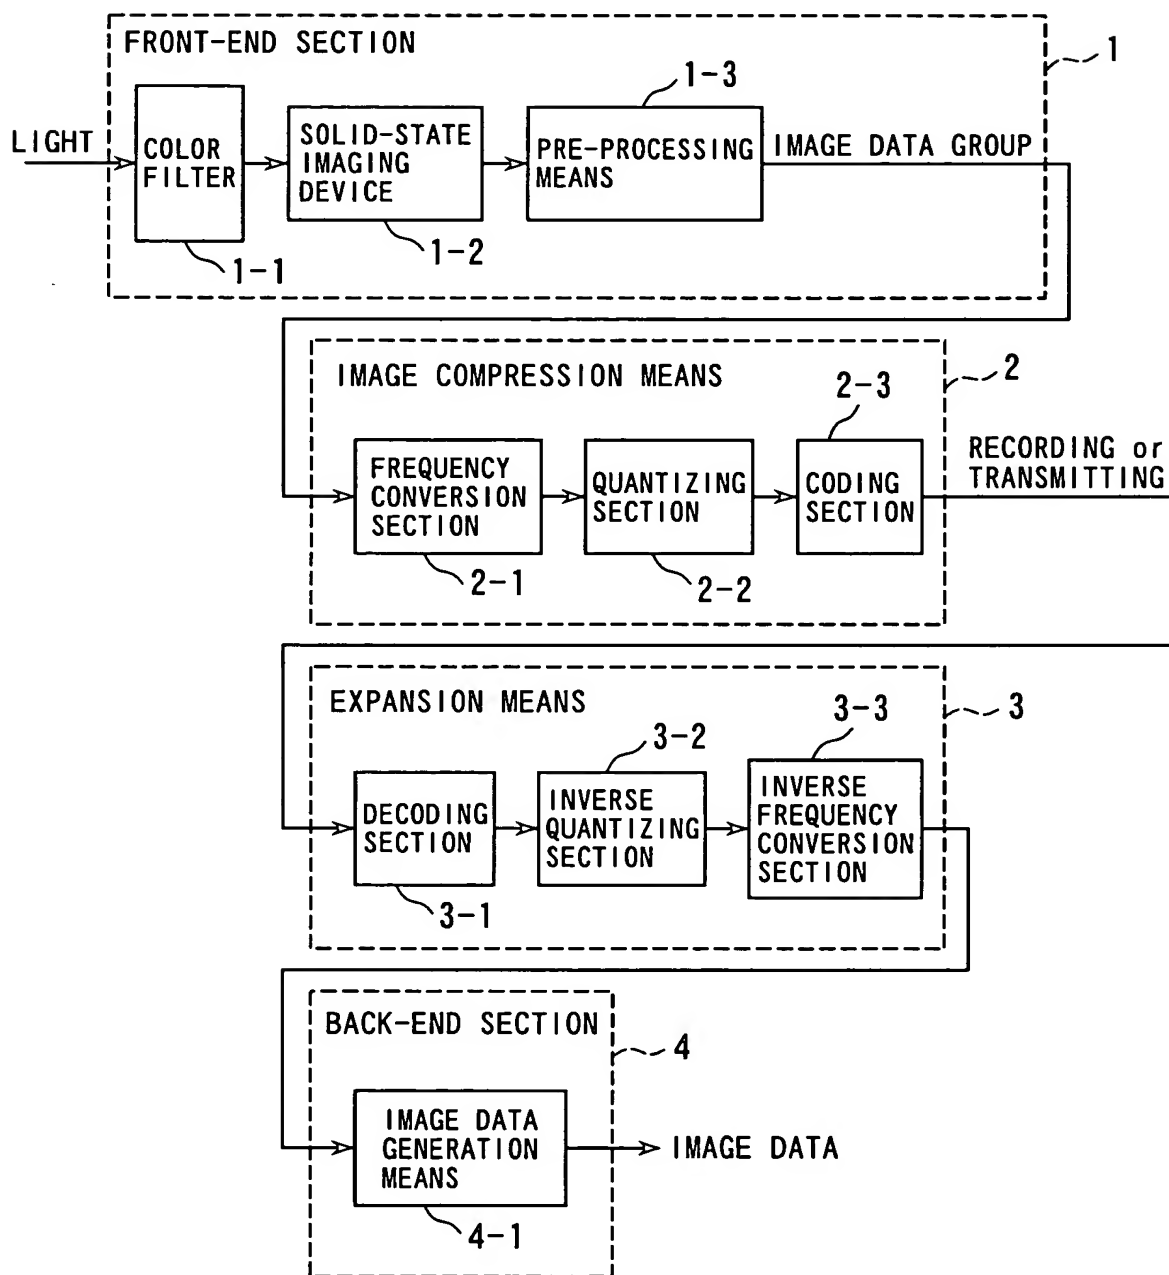 FRONT-END SECTION
1
1-3
LIGHT
COLOR
FILTER
SOLID-STATE
IMAGING
DEVICE
PRE-PROCESSING
MEANS
IMAGE DATA GROUP
1-1
1-2
IMAGE COMPRESSION MEANS
2
2-3
FREQUENCY
CONVERSION
SECTION
QUANTIZING
SECTION
CODING
SECTION
RECORDING or
TRANSMITTING
2-1
2-2
EXPANSION MEANS
3
3-2
3-3
DECODING
SECTION
INVERSE
QUANTIZING
SECTION
INVERSE
FREQUENCY
CONVERSION
SECTION
3-1
BACK-END SECTION
4
IMAGE DATA
GENERATION
MEANS
IMAGE DATA
4-1